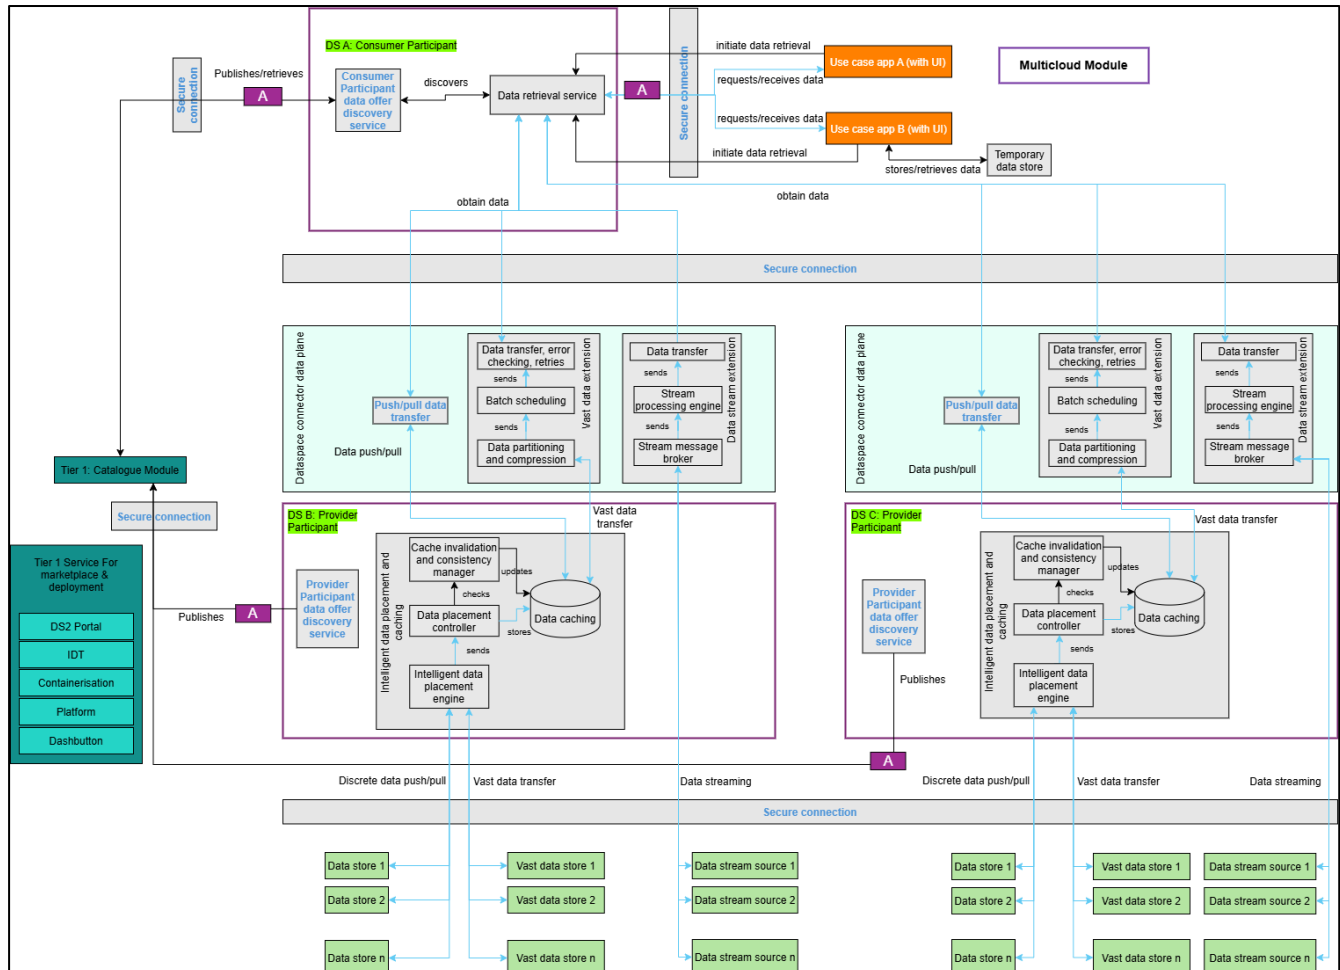 DS A: Consumer Participant
Multicloud Module
Secure
connection
Publishes/retrieves
A
Consumer
Participant
data offer
discovery
service
discovers
Data retrieval service
A
Secure connection
initiate data retrieval
requests/receives data
Use case app A (with UI)
requests/receives data
Use case app B (with UI)
initiate data retrieval
stores/retrieves data
Temporary
data store
obtain data
obtain data
Secure connection
Dataspace connector data plane
Push/pull data
transfer
Data push/pull
Data transfer, error
checking, retries
sends
Batch scheduling
sends
Data partitioning
and compression
Vast data extension
Data transfer
sends
Stream
processing engine
sends
Stream message
broker
Data stream extension
Dataspace connector data plane
Push/pull data
transfer
Data push/pull
Data transfer, error
checking, retries
sends
Batch scheduling
sends
Data partitioning
and compression
Vast data extension
Data transfer
sends
Stream
processing engine
sends
Stream message
broker
Data stream extension
Tier 1: Catalogue Module
Secure connection
Tier 1 Service For
marketplace &
deployment
DS2 Portal
IDT
Containerisation
Platform
Dashbutton
Publishes
A
DS B: Provider
Participant
Provider
Participant
data offer
discovery
service
Vast data
transfer
Intelligent data placement and
caching
Cache invalidation
and consistency
manager
updates
checks
Data placement
controller
stores
Data caching
sends
Intelligent data
placement
engine
DS C: Provider
Participant
Provider
Participant
data offer
discovery
service
Publishes
A
Vast data transfer
Intelligent data placement and
caching
Cache invalidation
and consistency
manager
updates
checks
Data placement
controller
stores
Data caching
sends
Intelligent data
placement
engine
Discrete data push/pull
Vast data transfer
Data streaming
Discrete data push/pull
Vast data transfer
Data streaming
Secure connection
Data store 1
Vast data store 1
Data stream source 1
Data store 1
Vast data store 1
Data stream source 1
Data store 2
Vast data store 2
Data stream source 2
Data store 2
Vast data store 2
Data stream source 2
Data store n
Vast data store n
Data stream source n
Data store n
Vast data store n
Data stream source n